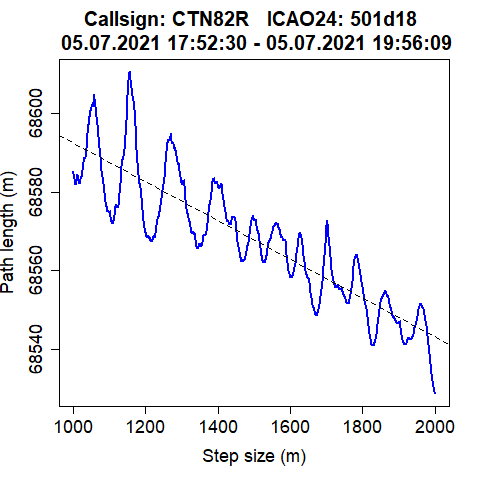 Callsign: CTN82R   ICAO24: 501d18
05.07.2021 17:52:30 - 05.07.2021 19:56:09
Path length (m)
68600
68580
68560
68540
1000 1200 1400 1600 1800 2000
Step size (m)